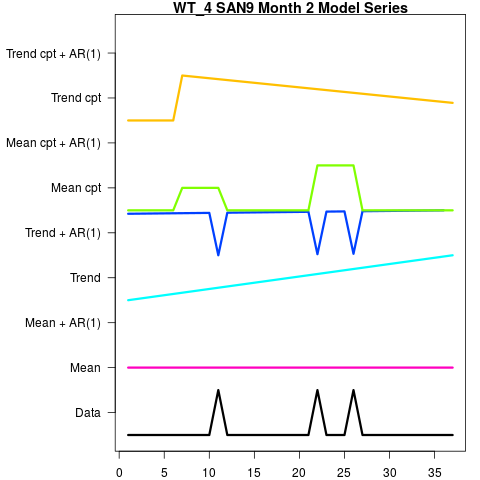 WT_4 SAN9 Month 2 Model Series
Trend cpt + AR(1)
Trend cpt
Mean cpt + AR(1)
Mean cpt
Trend + AR(1)
Trend
Mean + AR(1)
Mean
Data
0 5 10 15 20 25 30 35